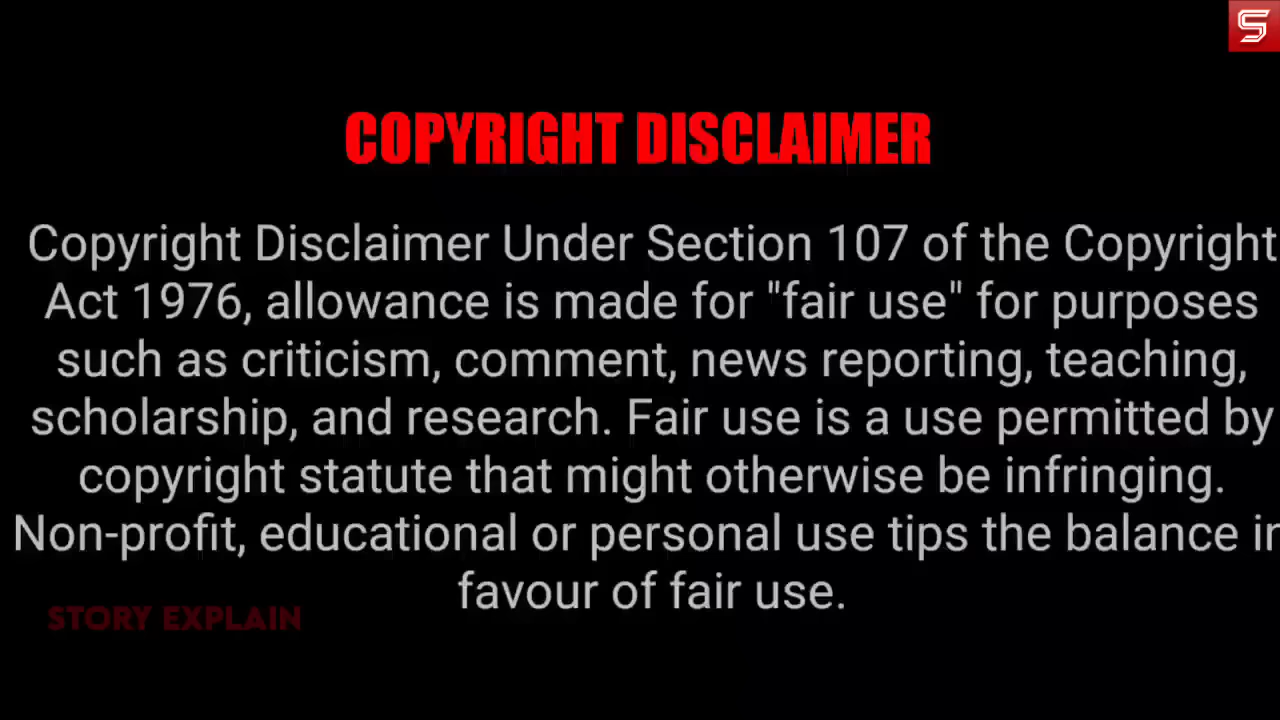 S
COPYRIGHT DISCLAIMER
Copyright Disclaimer Under Section 107 of the Copyright
Act 1976, allowance is made for "fair use" for purposes
such as criticism, comment, news reporting, teaching,
scholarship, and research. Fair use is a use permitted by
copyright statute that might otherwise be infringing.
Non-profit, educational or personal use tips the balance in
favour of fair use.
STORY EXPLAIN